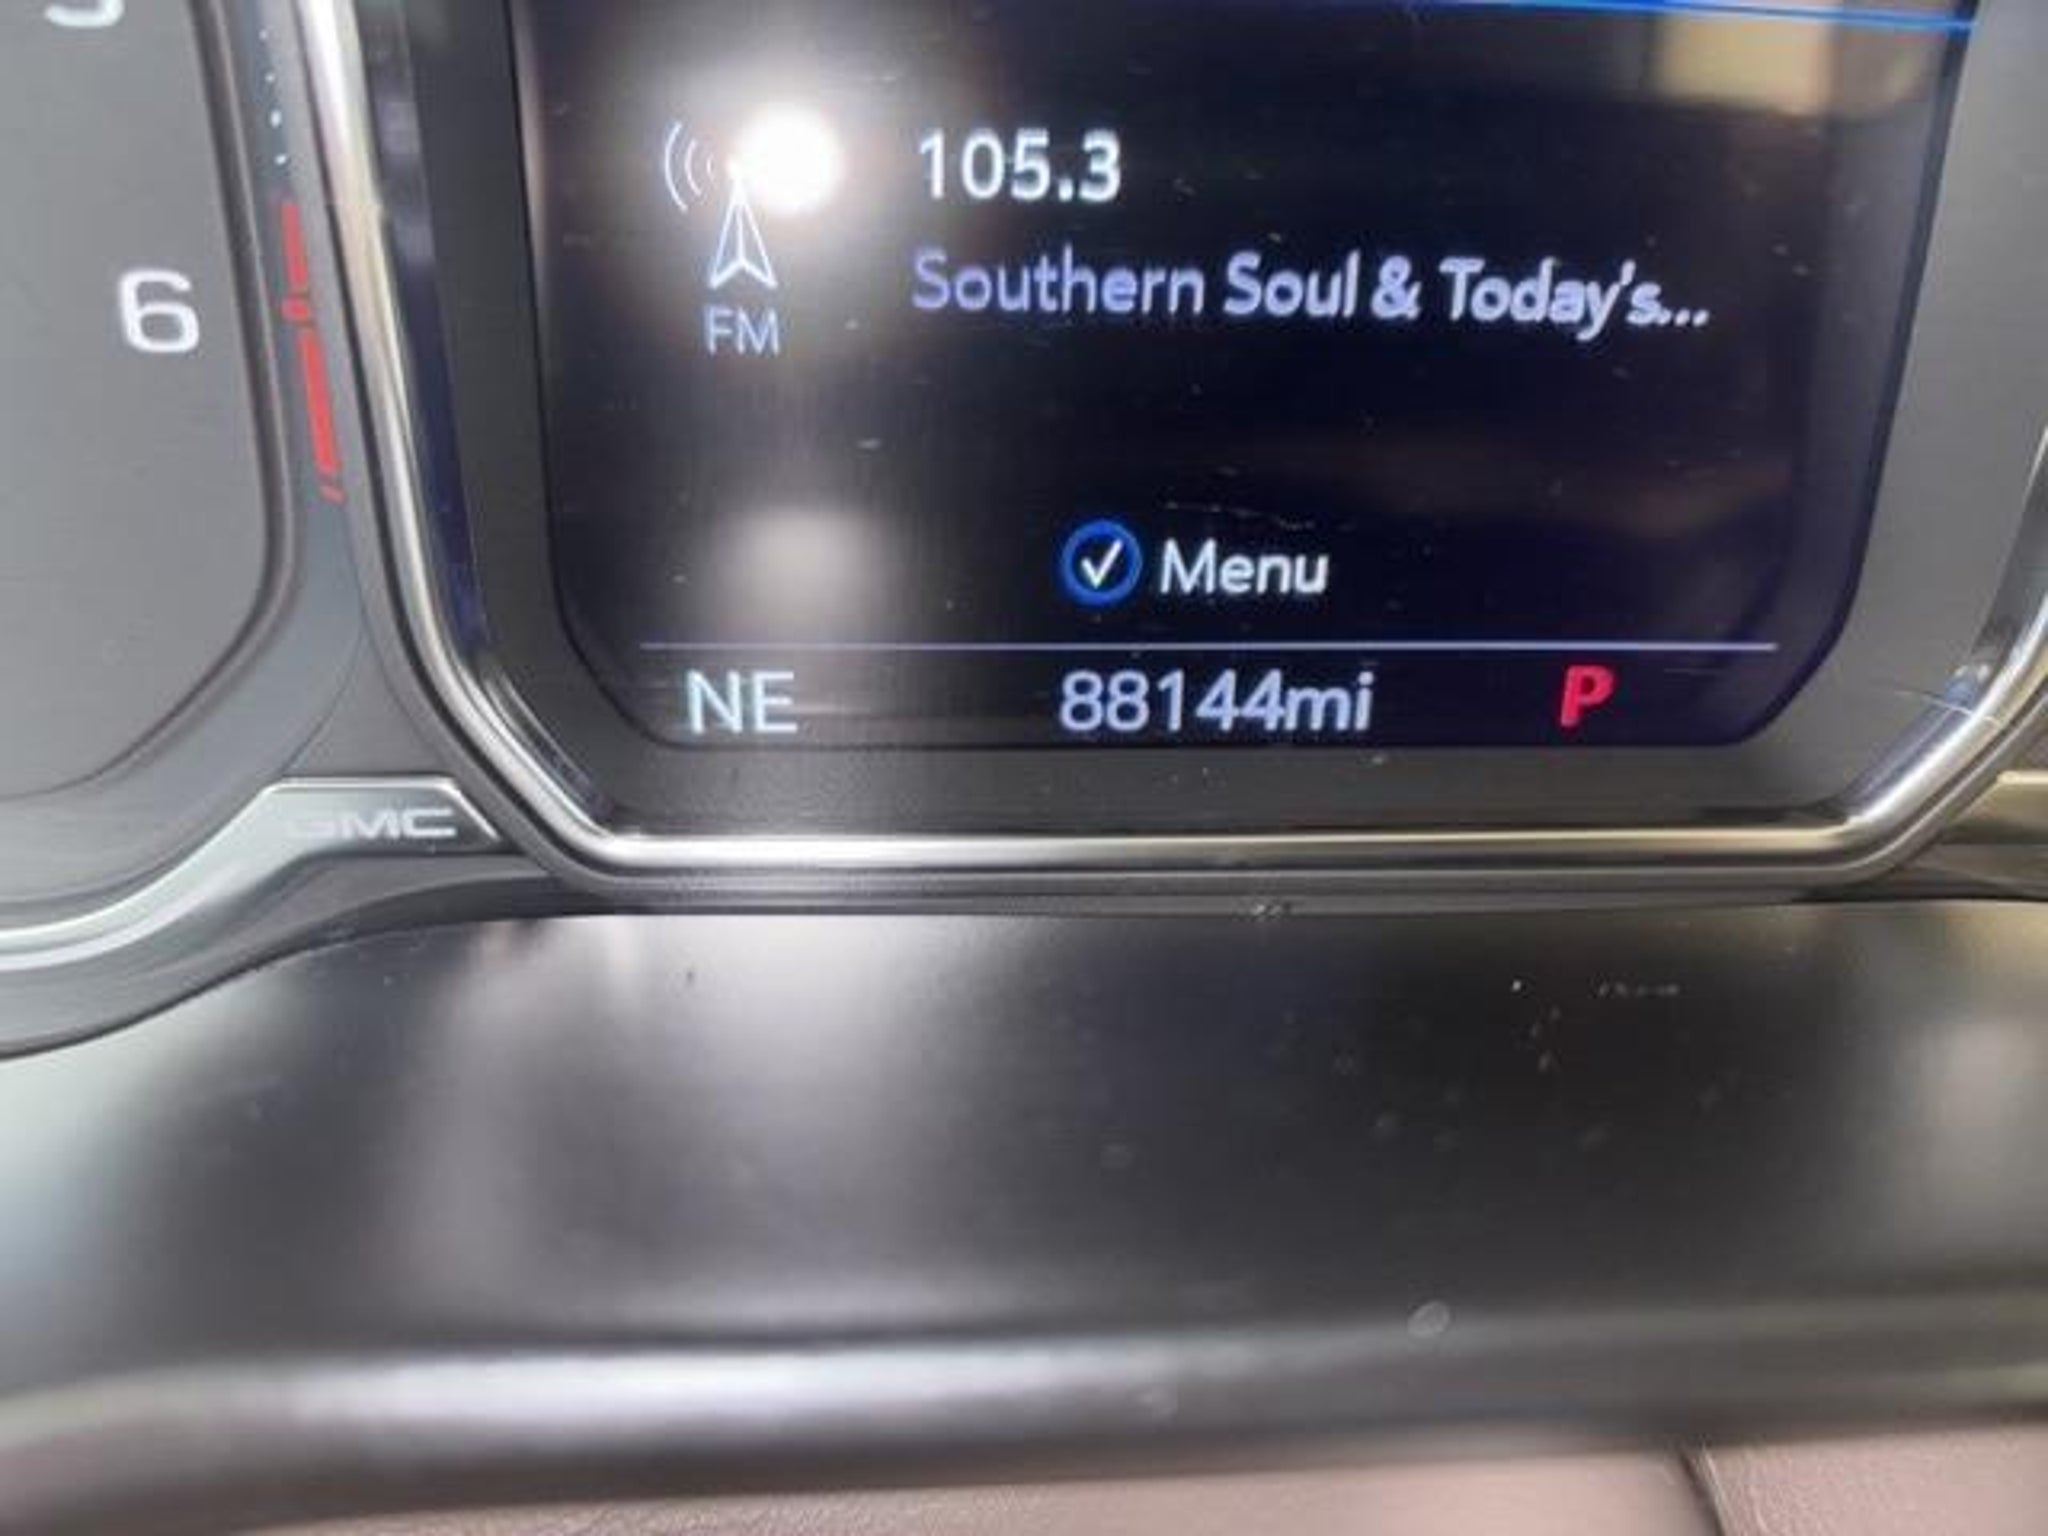 105.3
Southern Soul & Today's...
FM
6
Menu
NE 88144mi P
GMC